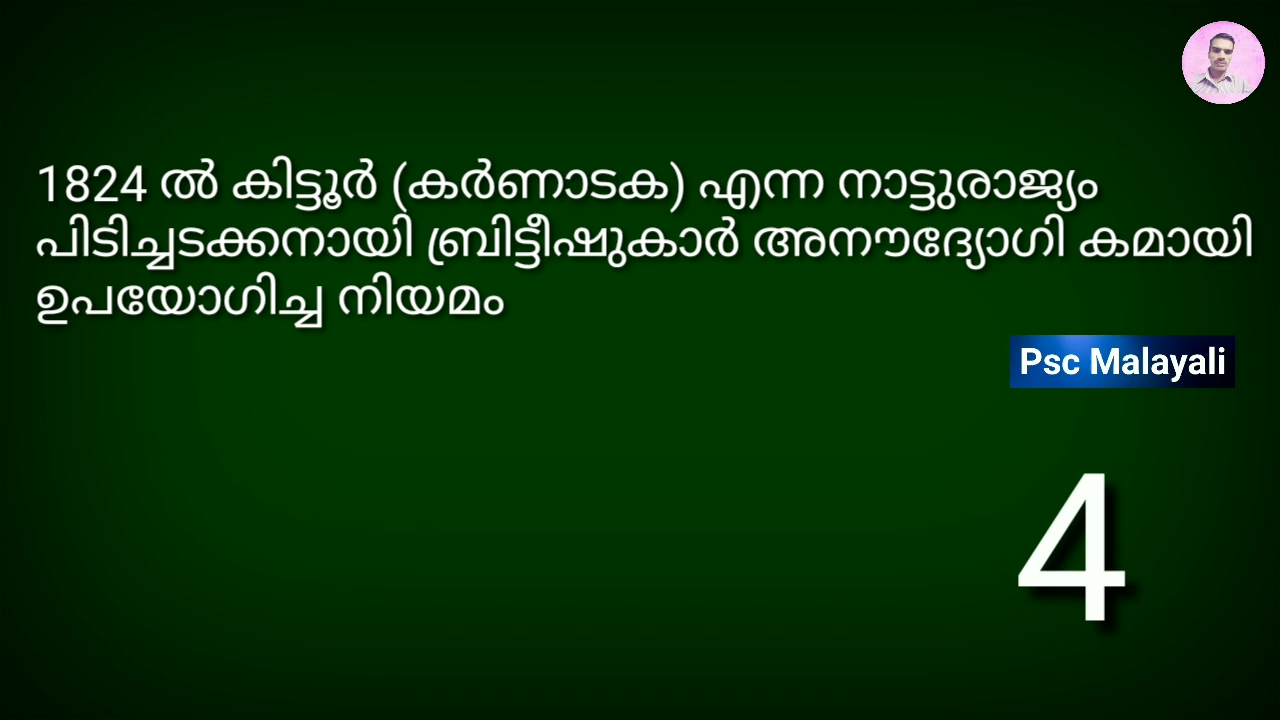 1824 ൽ കിട്ടൂർ (കർണാടക) എന്ന നാട്ടുരാജ്യം
പിടിച്ചടക്കനായി ബ്രിട്ടീഷുകാർ അനൗദ്യോഗി കമായി
ഉപയോഗിച്ച നിയമം
Psc Malayali
4